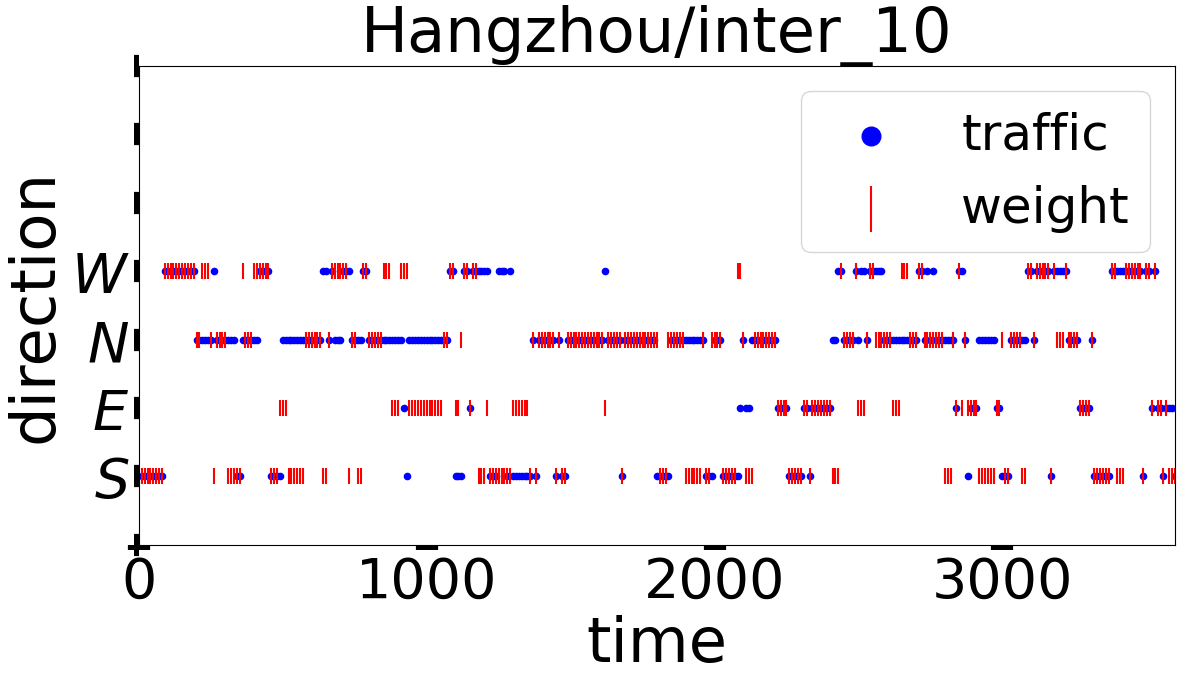 Hangzhou/inter_10
traffic
weight
direction
W
N
E
S
0 1000 2000 3000
time